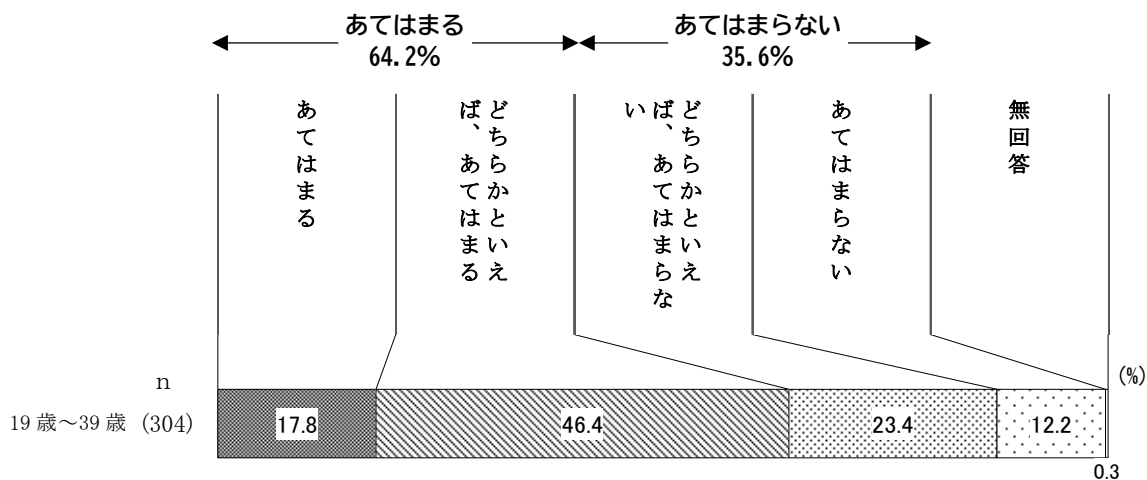 あてはまる
64.2%
あてはまらない
35.6%
あてはまる
どちらかといえ
ば、あてはまる
どちらかといえ
ば、あてはまらな
い
あてはまらない
無回答
(%)
n
19歳～39歳 (304)
17.8
46.4
23.4
12.2
0.3